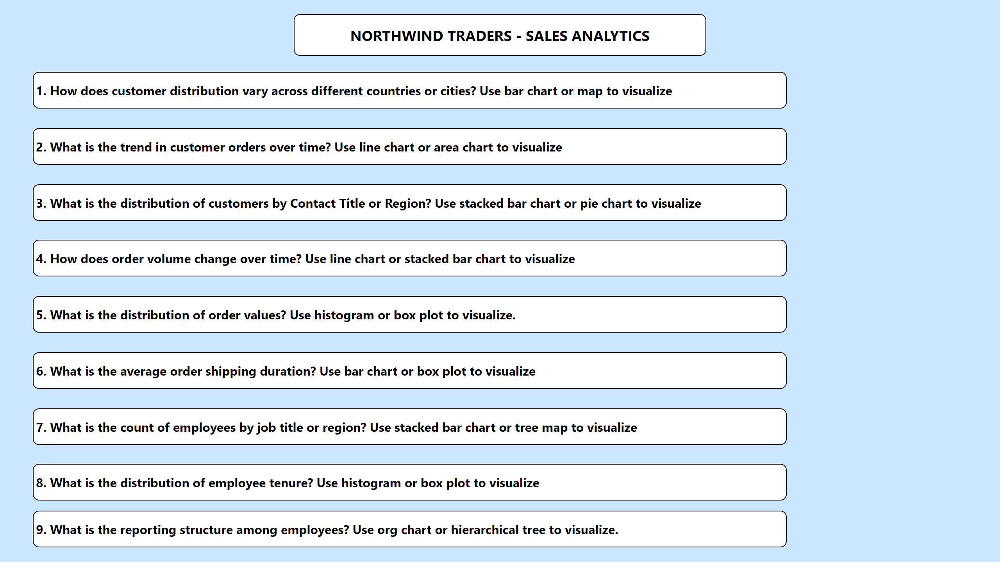 NORTHWIND TRADERS - SALES ANALYTICS
1. How does customer distribution vary across different countries or cities? Use bar chart or map to visualize
2. What is the trend in customer orders over time? Use line chart or area chart to visualize
3. What is the distribution of customers by Contact Title or Region? Use stacked bar chart or pie chart to visualize
4. How does order volume change over time? Use line chart or stacked bar chart to visualize
5. What is the distribution of order values? Use histogram or box plot to visualize.
6. What is the average order shipping duration? Use bar chart or box plot to visualize
7. What is the count of employees by job title or region? Use stacked bar chart or tree map to visualize
8. What is the distribution of employee tenure? Use histogram or box plot to visualize
9. What is the reporting structure among employees? Use org chart or hierarchical tree to visualize.